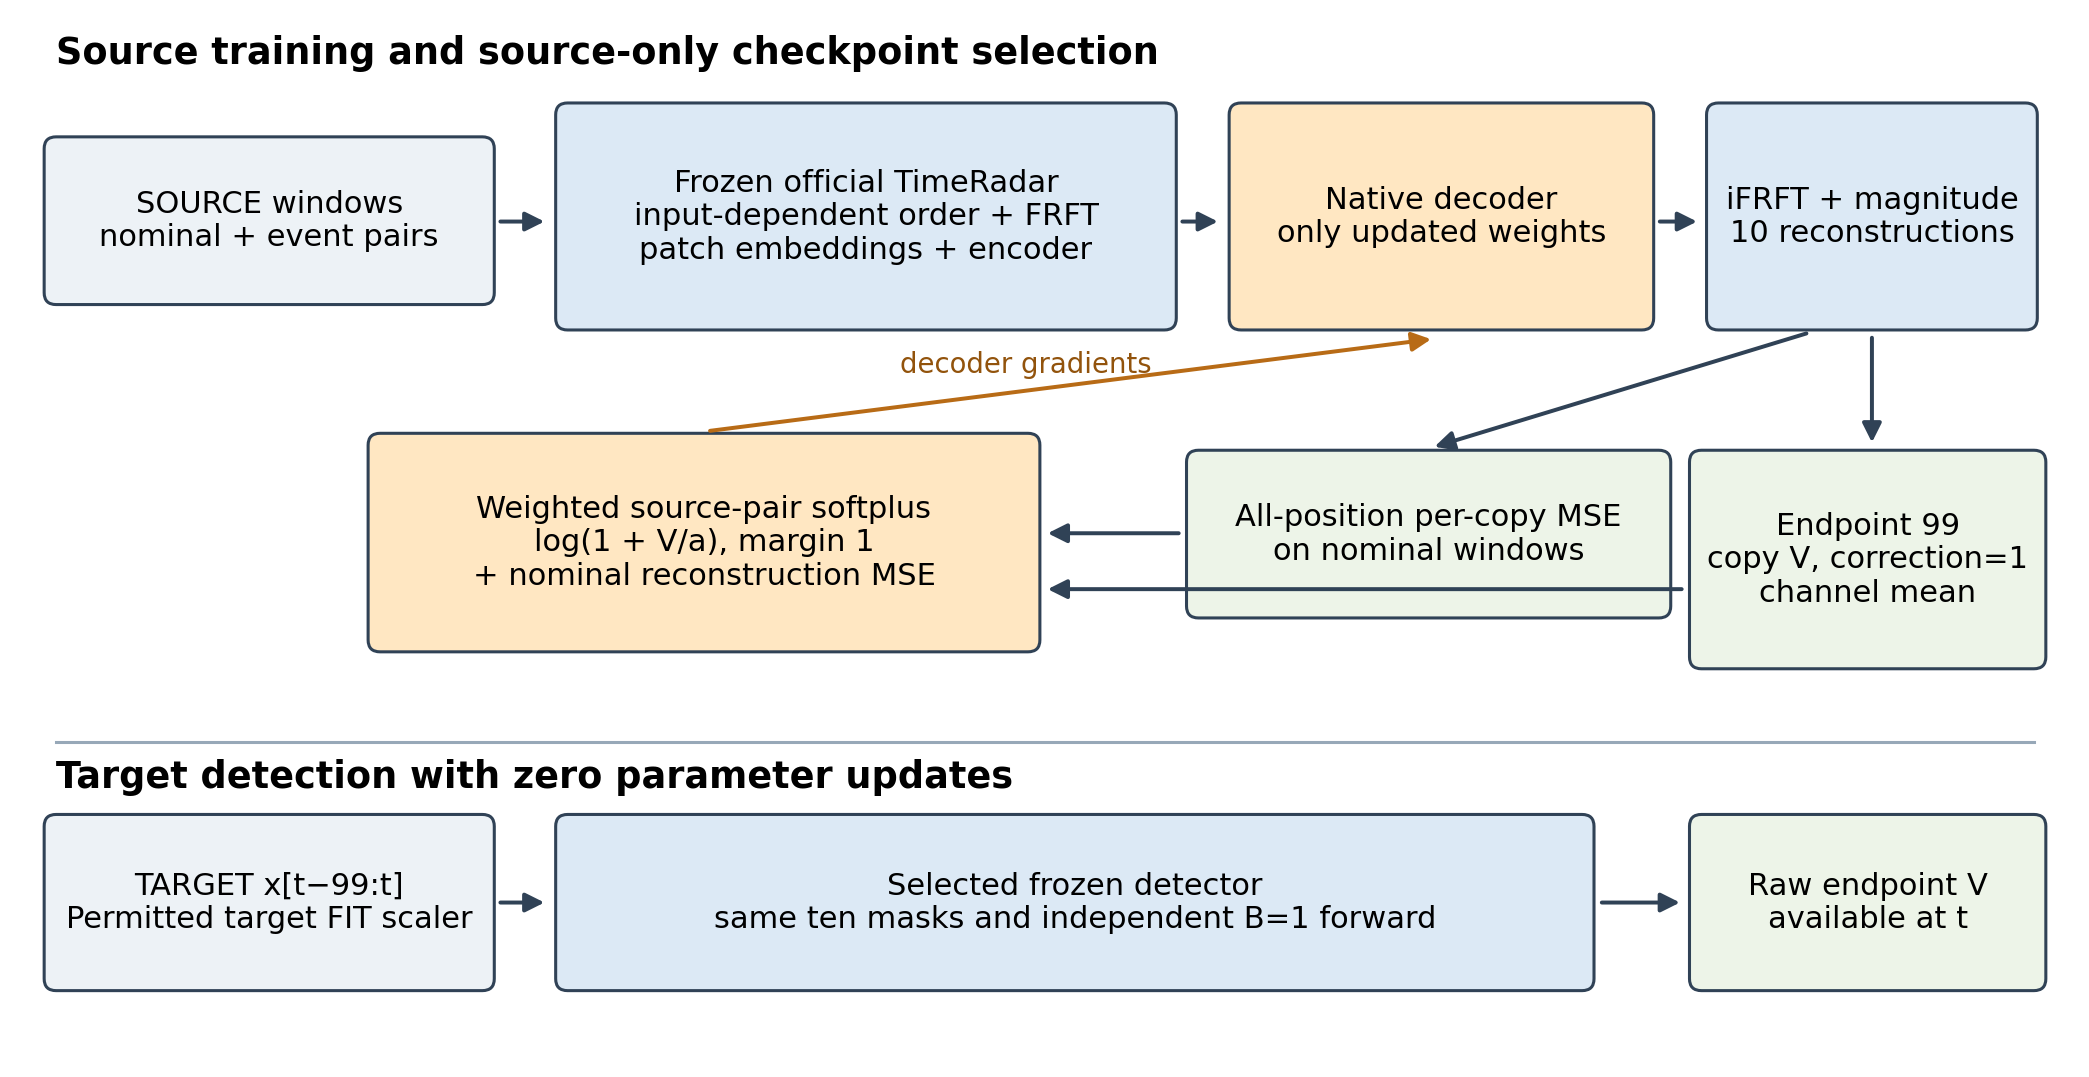 Source training and source-only checkpoint selection
SOURCE windows
nominal + event pairs
Frozen official TimeRadar
input-dependent order + FRFT
patch embeddings + encoder
Native decoder
only updated weights
iFRFT + magnitude
10 reconstructions
decoder gradients
Weighted source-pair softplus
log(1 + V/a), margin 1
+ nominal reconstruction MSE
All-position per-copy MSE
on nominal windows
Endpoint 99
copy V, correction=1
channel mean
Target detection with zero parameter updates
TARGET x[t−99:t]
Permitted target FIT scaler
Selected frozen detector
same ten masks and independent B=1 forward
Raw endpoint V
available at t